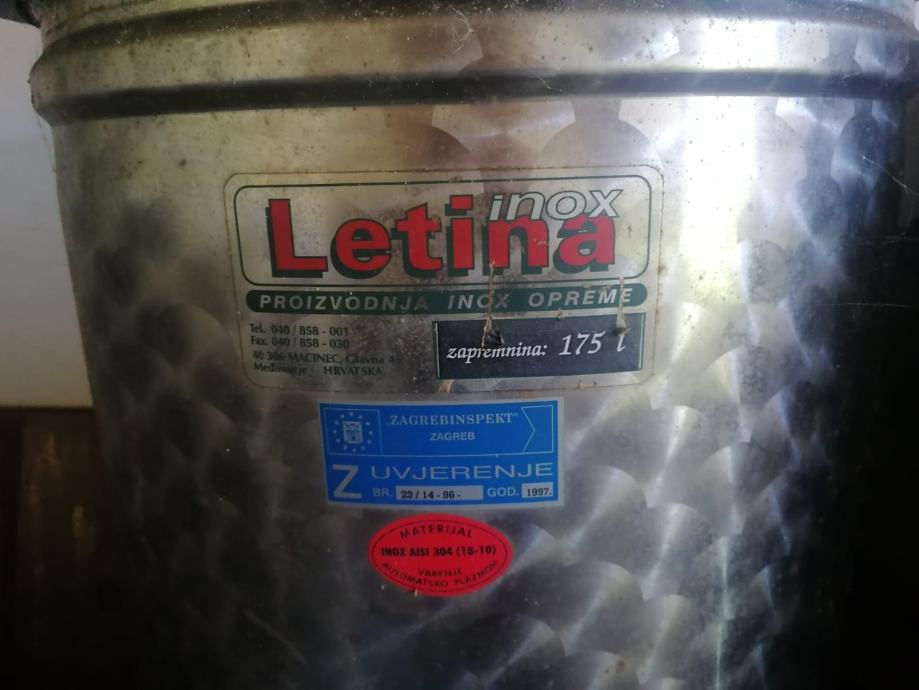 Letina inox
PROIZVODNJA INOX OPREME
Tel. 040 / 858 - 001
Fax. 040 / 858 - 030
40 306 MACINEC, Glavna 4
Međimurje - HRVATSKA
zapremnina: 175 l
„ZAGREBINSPEKT"
ZAGREB
Z UVJERENJE
BR. 23 / 14 - 96 - GOD. 1997.
MATERIJAL
INOX AISI 304 (18-10)
VARENJE
AUTOMATSKO PLAZMOM